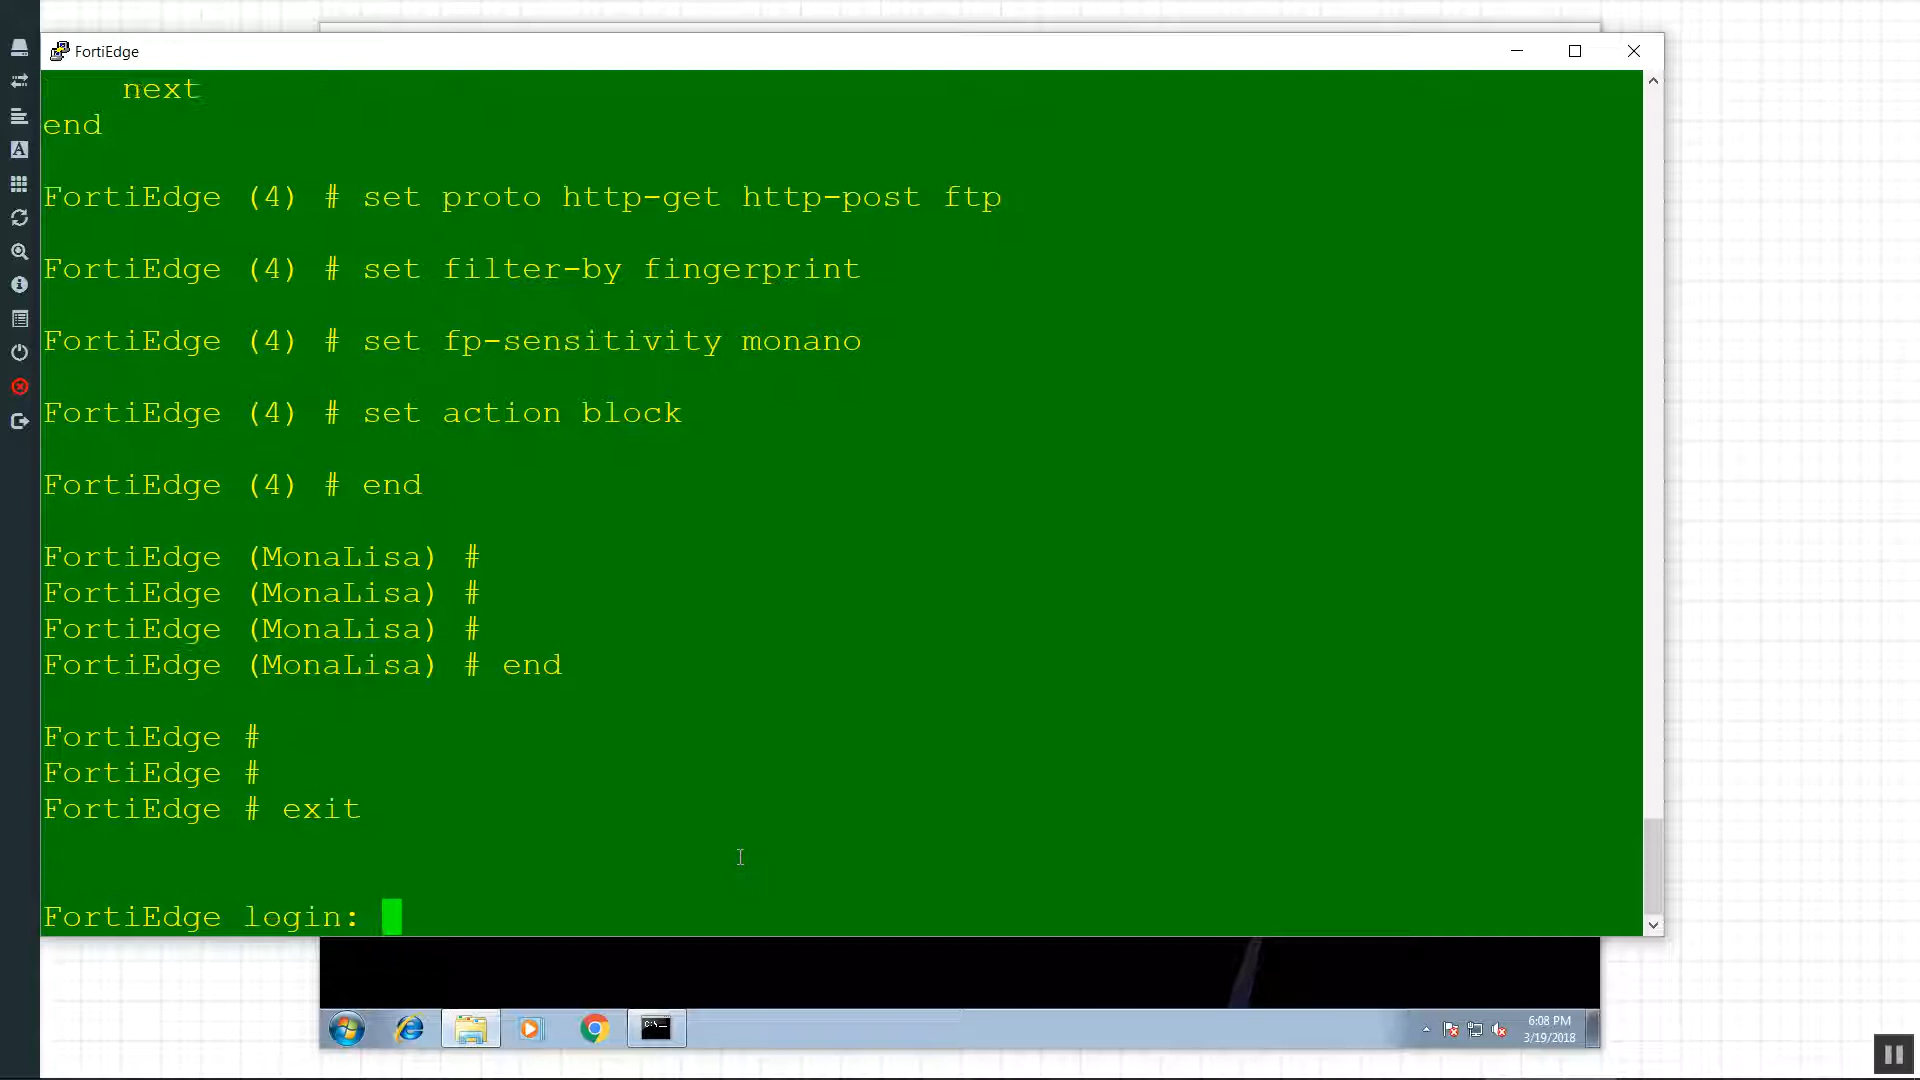 FortiEdge
next
end
FortiEdge (4) # set proto http-get http-post ftp
FortiEdge (4) # set filter-by fingerprint
FortiEdge (4) # set fp-sensitivity monano
FortiEdge (4) # set action block
FortiEdge (4) # end
FortiEdge (MonaLisa) #
FortiEdge (MonaLisa) #
FortiEdge (MonaLisa) #
FortiEdge (MonaLisa) # end
FortiEdge #
FortiEdge #
FortiEdge # exit
FortiEdge login:
6:08 PM
3/19/2018